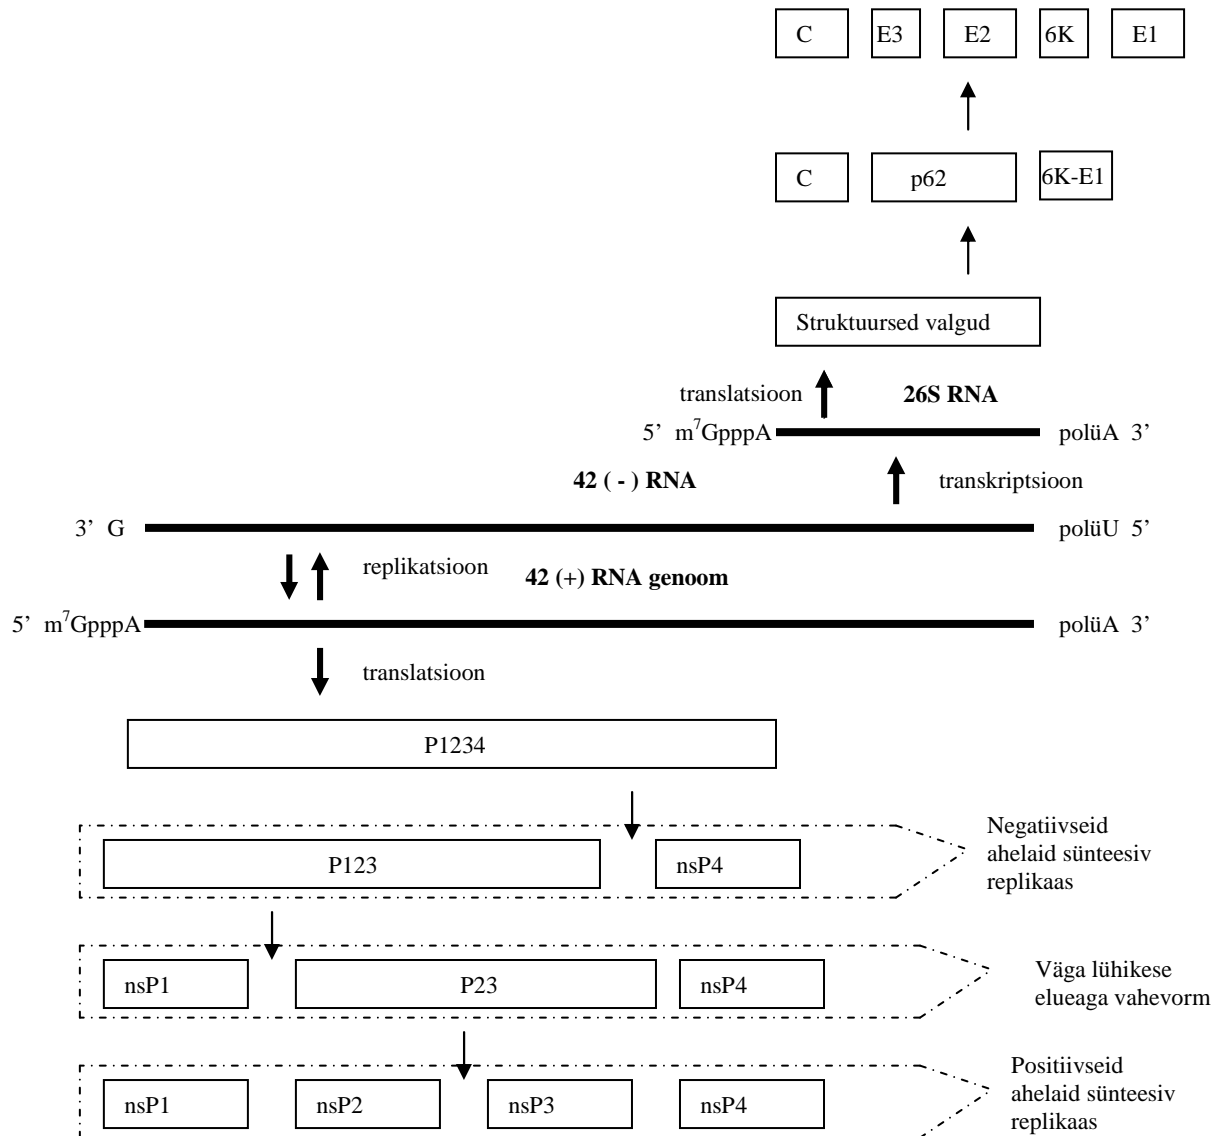 C E3 E2 6K E1
C p62 6K-E1
Struktuursed valgud
translatsioon 26S RNA
5’ m⁷GpppA polüA 3’
42 ( - ) RNA transkriptsioon
3’ G polüU 5’
replikatsioon 42 (+) RNA genoom
5’ m⁷GpppA polüA 3’
translatsioon
P1234
P123 nsP4
Negatiivseid
ahelaid sünteesiv
replikaas
nsP1 P23 nsP4
Väga lühikese
elueaga vahevorm
nsP1 nsP2 nsP3 nsP4
Positiivseid
ahelaid sünteesiv
replikaas